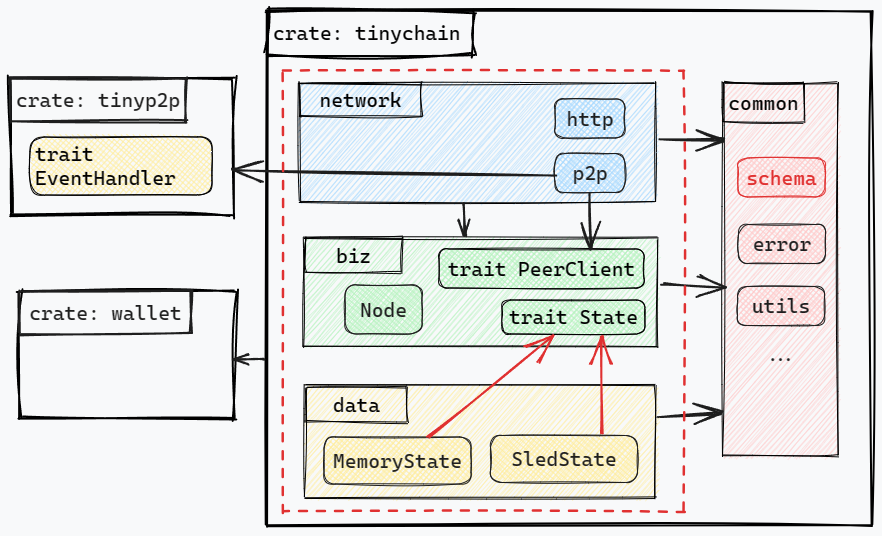 crate: tinychain
crate: tinyp2p
trait
EventHandler
network
http
p2p
common
schema
error
utils
...
biz
trait PeerClient
Node
trait State
crate: wallet
data
MemoryState
SledState